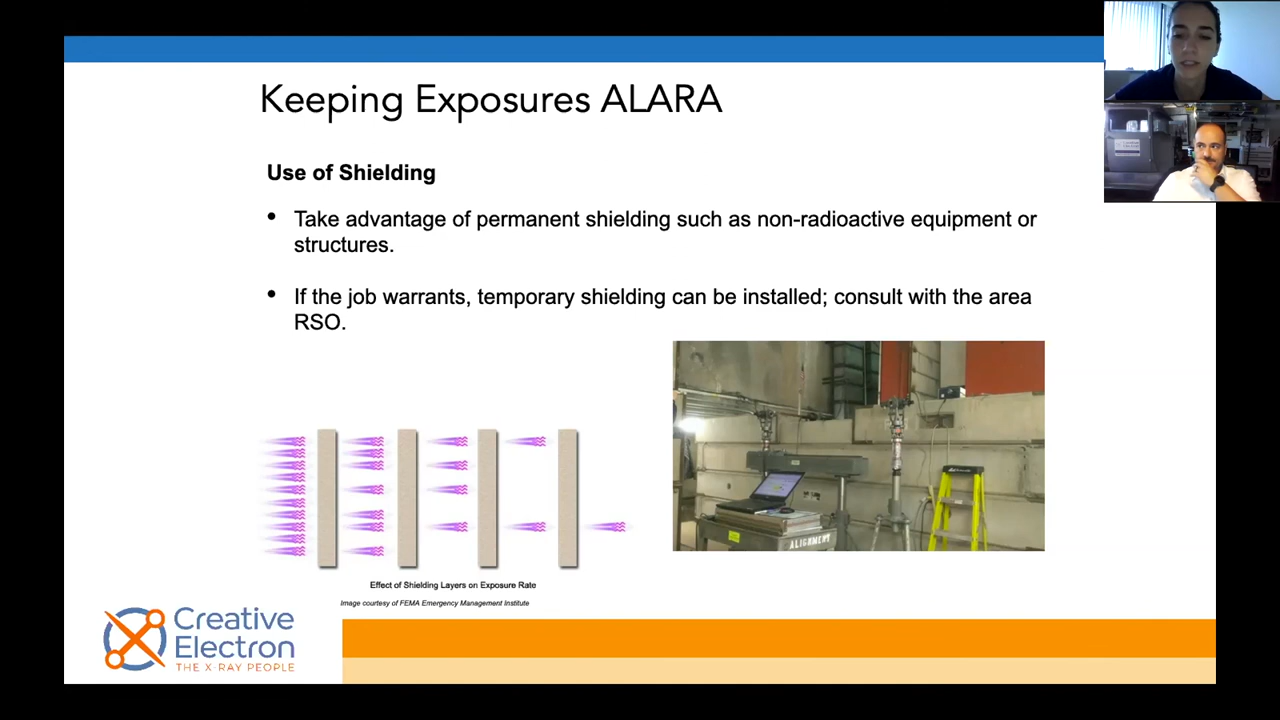 Keeping Exposures ALARA
Use of Shielding
• Take advantage of permanent shielding such as non-radioactive equipment or
structures.
• If the job warrants, temporary shielding can be installed; consult with the area
RSO.
ALIGNMENT
Effect of Shielding Layers on Exposure Rate
Image courtesy of FEMA Emergency Management Institute
Creative
Electron
THE X-RAY PEOPLE